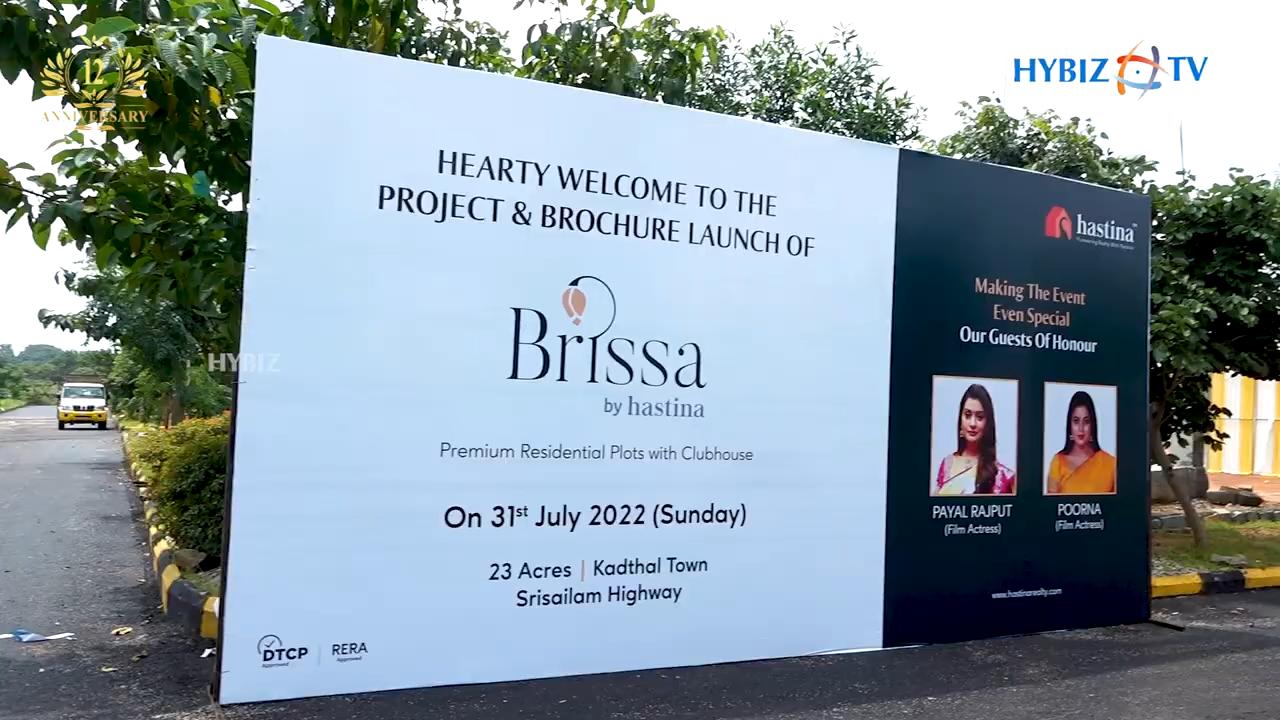 12
ANNIVERSARY
HYBIZ TV
HEARTY WELCOME TO THE
PROJECT & BROCHURE LAUNCH OF
Brissa
by hastina
Premium Residential Plots with Clubhouse
On 31st July 2022 (Sunday)
23 Acres | Kadthal Town
Srisailam Highway
DTCP
Approved
RERA
Approved
hastina
Making The Event
Even Special
Our Guests Of Honour
PAYAL RAJPUT
(Film Actress)
POORNA
(Film Actress)
www.hastinarealty.com
HYBIZ